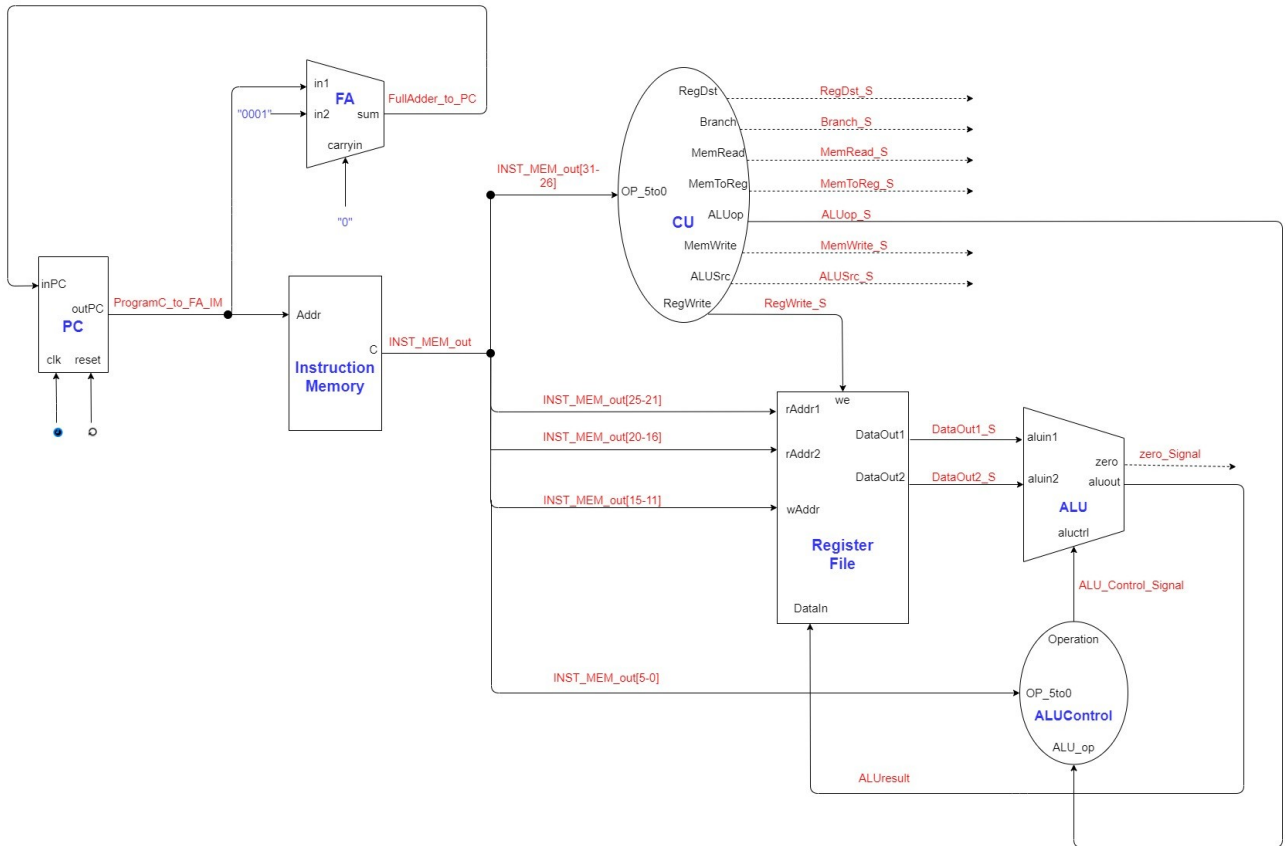 in1
FA
FullAdder_to_PC
"0001"
in2
sum
carryin
"0"
inPC
outPC
PC
clk
reset
ProgramC_to_FA_IM
Addr
C
Instruction
Memory
INST_MEM_out
INST_MEM_out[31-
26]
OP_5to0
CU
RegDst
Branch
MemRead
MemToReg
ALUop
MemWrite
ALUSrc
RegWrite
RegDst_S
Branch_S
MemRead_S
MemToReg_S
ALUop_S
MemWrite_S
ALUSrc_S
RegWrite_S
INST_MEM_out[25-21]
INST_MEM_out[20-16]
INST_MEM_out[15-11]
INST_MEM_out[5-0]
we
rAddr1
rAddr2
wAddr
DataOut1
DataOut2
Register
File
DataIn
DataOut1_S
DataOut2_S
aluin1
aluin2
zero
aluout
ALU
aluctrl
zero_Signal
ALU_Control_Signal
Operation
OP_5to0
ALUControl
ALU_op
ALUresult